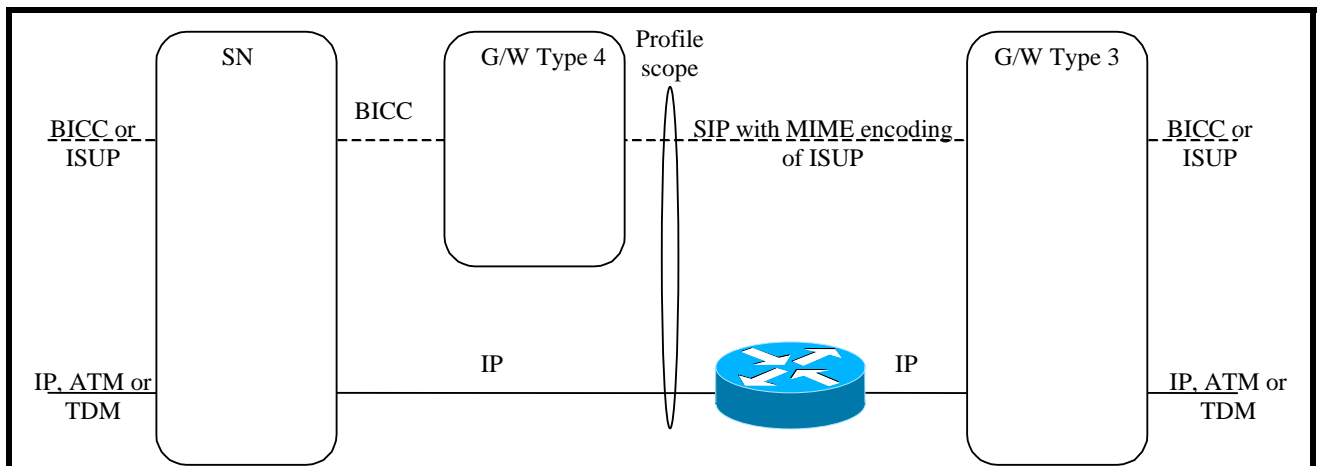 SN
G/W Type 4
Profile
scope
G/W Type 3
BICC or
ISUP
BICC
SIP with MIME encoding
of ISUP
BICC or
ISUP
IP, ATM or
TDM
IP
IP
IP, ATM or
TDM